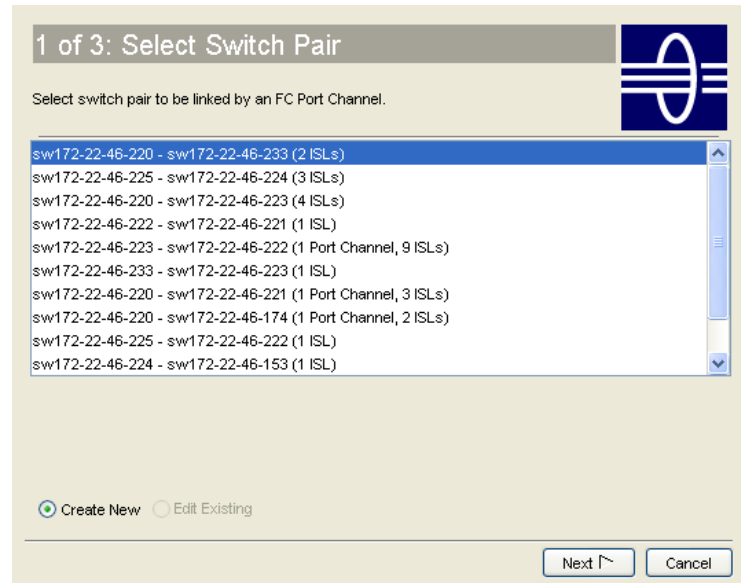 1 of 3: Select Switch Pair
Select switch pair to be linked by an FC Port Channel.
sw172-22-46-220 - sw172-22-46-233 (2 ISLs)
sw172-22-46-225 - sw172-22-46-224 (3 ISLs)
sw172-22-46-220 - sw172-22-46-223 (4 ISLs)
sw172-22-46-222 - sw172-22-46-221 (1 ISL)
sw172-22-46-223 - sw172-22-46-222 (1 Port Channel, 9 ISLs)
sw172-22-46-233 - sw172-22-46-223 (1 ISL)
sw172-22-46-220 - sw172-22-46-221 (1 Port Channel, 3 ISLs)
sw172-22-46-220 - sw172-22-46-174 (1 Port Channel, 2 ISLs)
sw172-22-46-225 - sw172-22-46-222 (1 ISL)
sw172-22-46-224 - sw172-22-46-153 (1 ISL)
Create New Edit Existing
Next Cancel